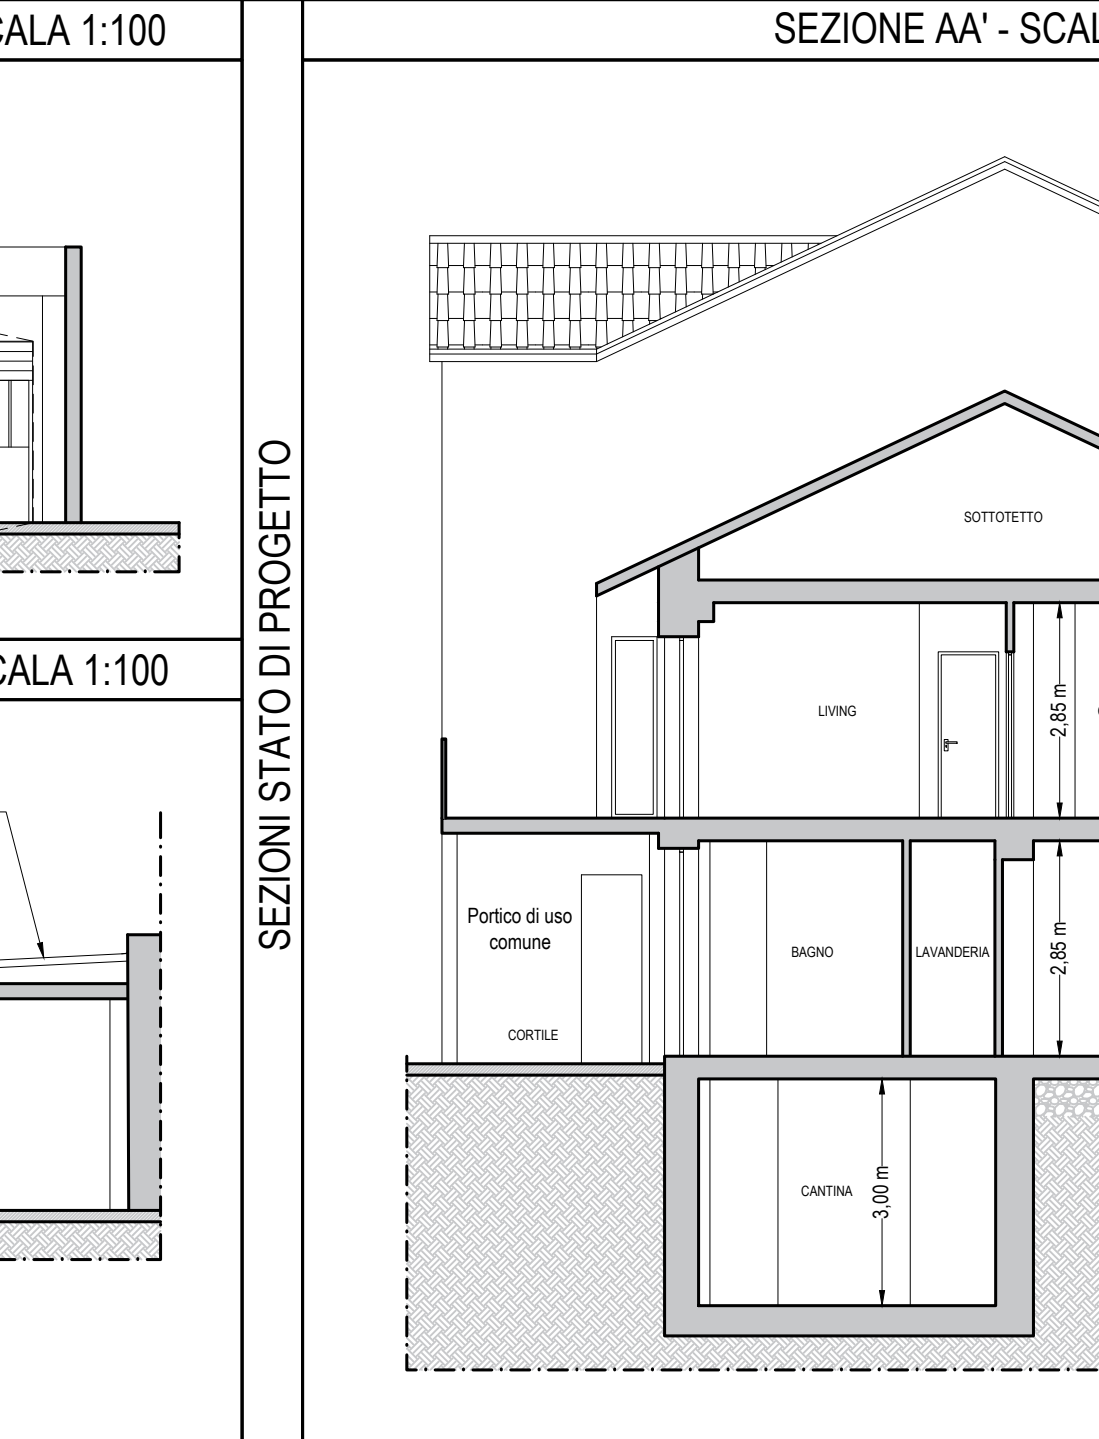 CALA 1:100
SEZIONE AA' - SCAL
SEZIONI STATO DI PROGETTO
CALA 1:100
SOTTOTETTO
LIVING
2,85 m
Portico di uso
comune
CORTILE
BAGNO
LAVANDERIA
2,85 m
CANTINA
3,00 m